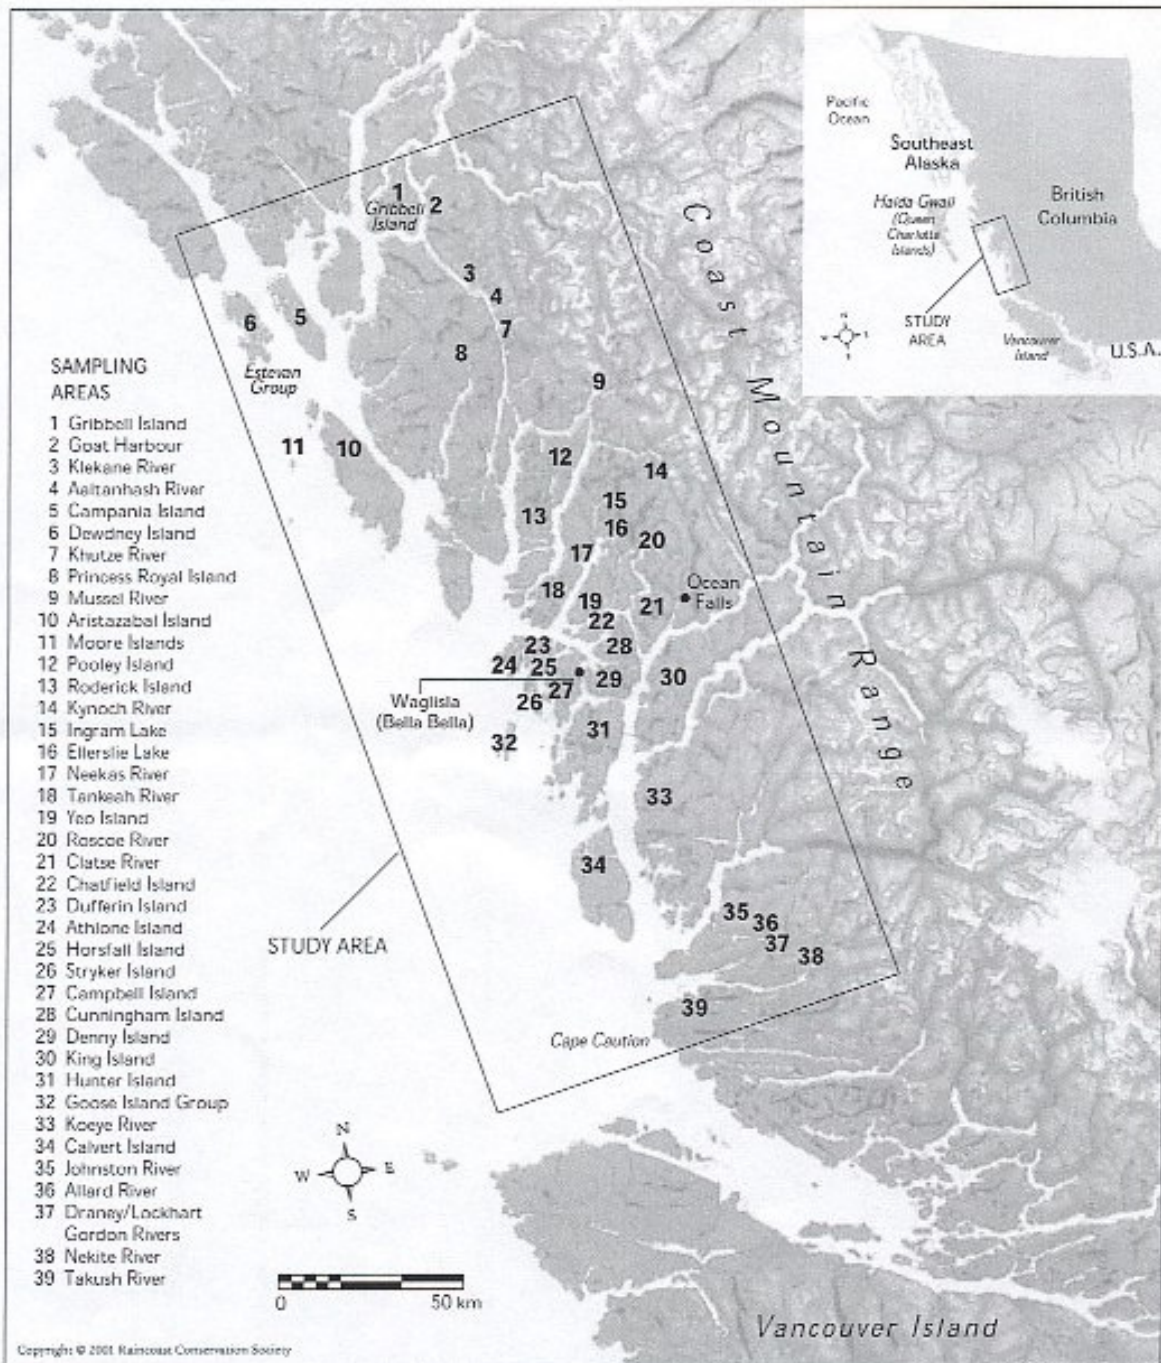 Pacific
Ocean
Southeast
Alaska
British
Columbia
Haida Gwaii
(Queen
Charlotte
Islands)
STUDY
AREA
Vancouver
Island
U.S.A.
Coast Mountain Range
1
Gribbell
Island
2
3
4
5
6
7
8
Estevan
Group
9
10
11
12
13
14
15
16
17
18
19
20
21
Ocean
Falls
22
23
24
25
26
27
28
29
30
Waglisla
(Bella Bella)
31
32
33
34
35
36
37
38
39
STUDY AREA
Cape Caution
SAMPLING
AREAS
1 Gribbell Island
2 Goat Harbour
3 Klekane River
4 Aaltanhash River
5 Campania Island
6 Dewdney Island
7 Khutze River
8 Princess Royal Island
9 Mussel River
10 Aristazabal Island
11 Moore Islands
12 Pooley Island
13 Roderick Island
14 Kynoch River
15 Ingram Lake
16 Ellerslie Lake
17 Neekas River
18 Tankeah River
19 Yeo Island
20 Roscoe River
21 Clatse River
22 Chatfield Island
23 Dufferin Island
24 Athlone Island
25 Horsfall Island
26 Stryker Island
27 Campbell Island
28 Cunningham Island
29 Denny Island
30 King Island
31 Hunter Island
32 Goose Island Group
33 Koeye River
34 Calvert Island
35 Johnston River
36 Allard River
37 Draney/Lockhart
Gordon Rivers
38 Nekite River
39 Takush River
N
W E
S
0 50 km
Vancouver Island
Copyright © 2001 Raincoast Conservation Society